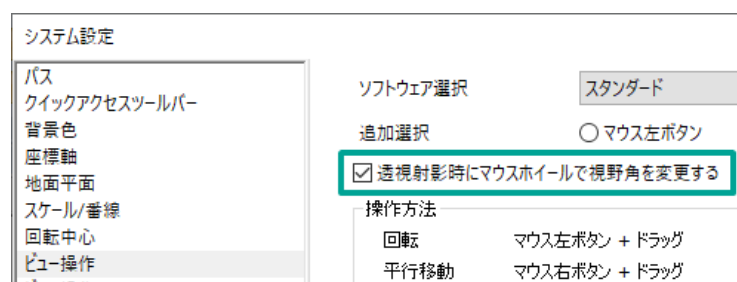 システム設定
パス
クイックアクセスツールバー
背景色
座標軸
地面平面
スケール/番線
回転中心
ビュー操作
ソフトウェア選択
スタンダード
追加選択
マウス左ボタン
透視射影時にマウスホイールで視野角を変更する
操作方法
回転
マウス左ボタン + ドラッグ
平行移動
マウス右ボタン + ドラッグ